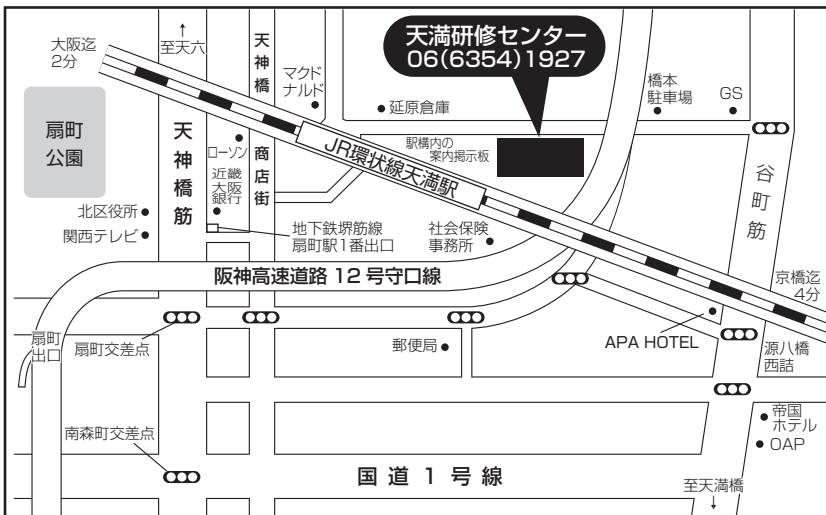 大阪迄
2分
↑
至天六
天神橋
商店街
マクド
ナルド
天満研修センター
06(6354)1927
延原倉庫
橋本
駐車場
GS
扇町
公園
天神橋筋
ローソン
近畿
大阪
銀行
JR環状線天満駅
駅構内の
案内掲示板
谷町筋
北区役所
関西テレビ
地下鉄堺筋線
扇町駅1番出口
社会保険
事務所
阪神高速道路 12 号守口線
京橋迄
4分
扇町
出口
扇町交差点
郵便局
APA HOTEL
源八橋
西詰
帝国
ホテル
OAP
南森町交差点
国道1号線
至天満橋
↓